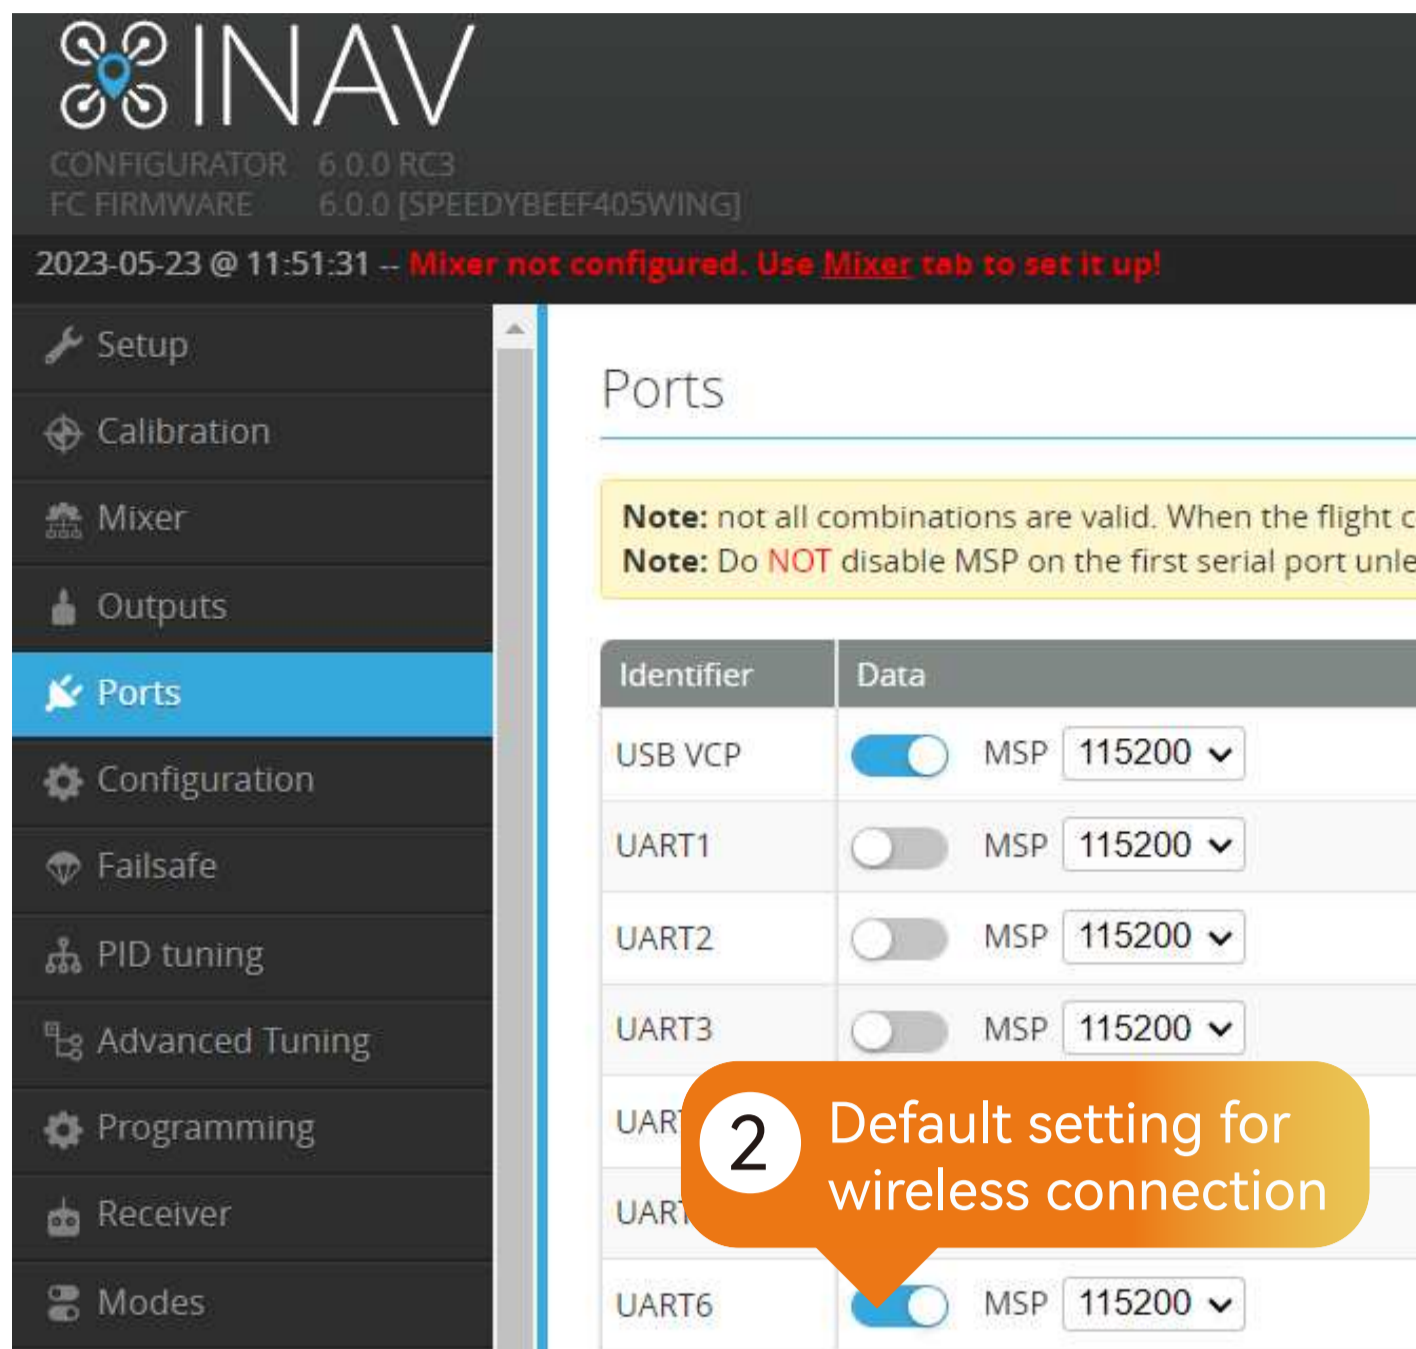 INAV
CONFIGURATOR 6.0.0 RC3
FC FIRMWARE 6.0.0 [SPEEDYBEEF405WING]
2023-05-23 @ 11:51:31 -- Mixer not configured. Use Mixer tab to set it up!
Setup
Calibration
Mixer
Outputs
Ports
Configuration
Failsafe
PID tuning
Advanced Tuning
Programming
Receiver
Modes
Ports
Note: not all combinations are valid. When the flight c
Note: Do NOT disable MSP on the first serial port unle
Identifier Data
USB VCP MSP 115200
UART1 MSP 115200
UART2 MSP 115200
UART3 MSP 115200
UART
UART
2 Default setting for
wireless connection
UART6 MSP 115200